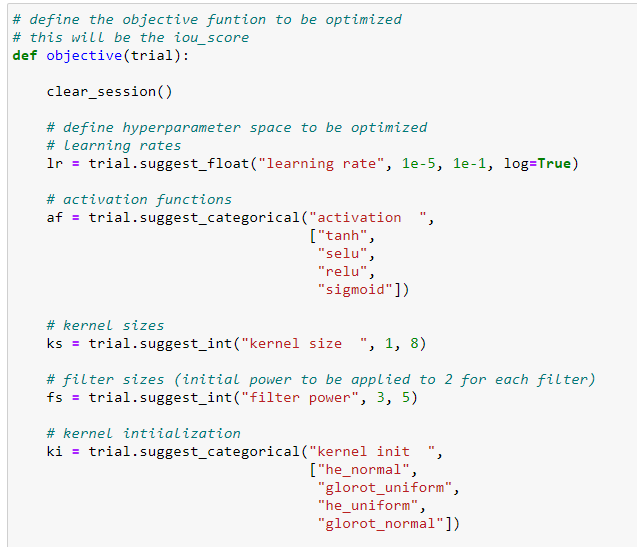 # define the objective funtion to be optimized
# this will be the iou_score
def objective(trial):
clear_session()
# define hyperparameter space to be optimized
# learning rates
lr = trial.suggest_float("learning rate", 1e-5, 1e-1, log=True)
# activation functions
af = trial.suggest_categorical("activation  ",
["tanh",
"selu",
"relu",
"sigmoid"])
# kernel sizes
ks = trial.suggest_int("kernel size  ", 1, 8)
# filter sizes (initial power to be applied to 2 for each filter)
fs = trial.suggest_int("filter power", 3, 5)
# kernel intiialization
ki = trial.suggest_categorical("kernel init  ",
["he_normal",
"glorot_uniform",
"he_uniform",
"glorot_normal"])